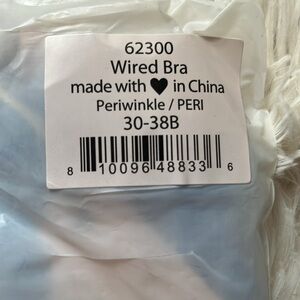 62300
Wired Bra
made with ♥ in China
Periwinkle / PERI
30-38B
8 10096 48833 6